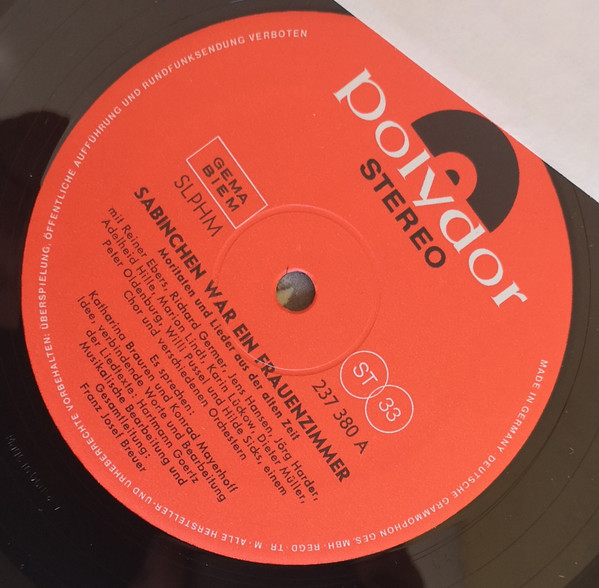 polydor
STEREO
GEMA
BIEM
SLPHM
ST 33
237 380 A
SABINCHEN WAR EIN FRAUENZIMMER
Moritaten und Lieder aus der alten Zeit
mit Reiner Ebers, Richard Germer, Jens Hansen, Jörg Harder,
Adelheid Hille, Marion Lindt, Karin Lückow, Dieter Müller,
Peter Oldenburg, Willi Püssel und Hilde Sicks, einem
Chor und verschiedenen Orchestern
Es sprechen:
Katharina Brauren und Konrad Mayerhoff
Idee, verbindende Worte und Bearbeitung
der Liedtexte: Hartmann Goertz
Musikalische Bearbeitung und
Gesamtleitung:
Franz Josef Breuer
MADE IN GERMANY DEUTSCHE GRAMMOPHON GES. MBH · REGD · TR · M · ALLE HERSTELLER- UND URHEBERRECHTE VORBEHALTEN: ÜBERSPIELUNG, ÖFFENTLICHE AUFFÜHRUNG UND RUNDFUNKSENDUNG VERBOTEN